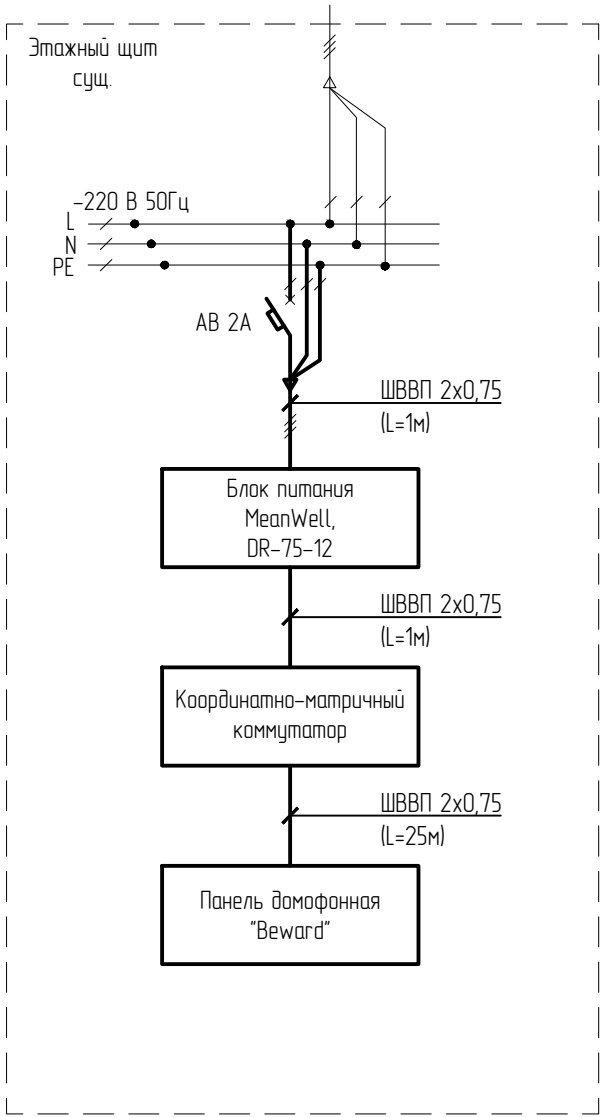 Этажный щит
сущ.
~220 В 50Гц
L
N
PE
АВ 2А
ШВВП 2х0,75
(L=1м)
Блок питания
MeanWell,
DR-75-12
ШВВП 2х0,75
(L=1м)
Координатно-матричный
коммутатор
ШВВП 2х0,75
(L=25м)
Панель домофонная
"Beward"